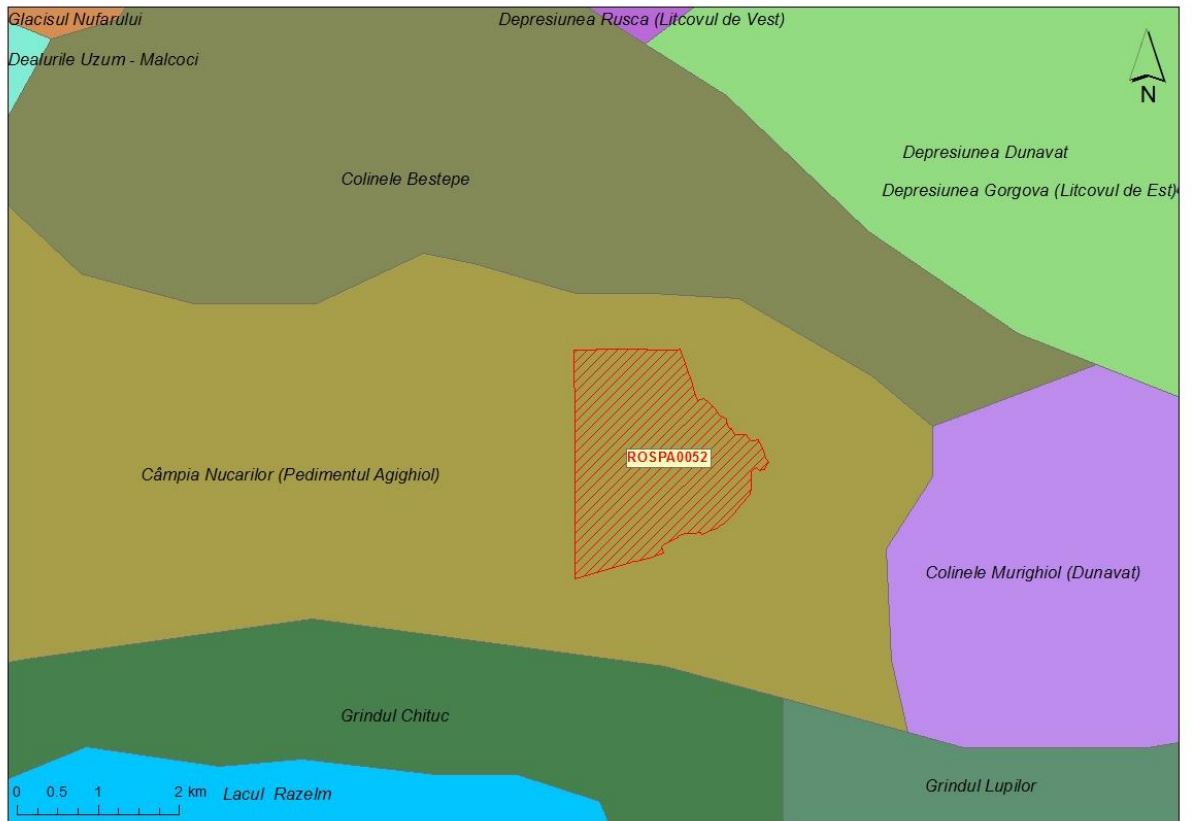 Glacisul Nufarului
Depresiunea Rusca (Litcovul de Vest)
Dealurile Uzum - Malcoci
N
Depresiunea Dunavat
Colinele Bestepe
Depresiunea Gorgova (Litcovul de Est)
ROSPA0052
Câmpia Nucarilor (Pedimentul Agighiol)
Colinele Murighiol (Dunavat)
Grindul Chituc
Grindul Lupilor
0 0.5 1 2 km
Lacul Razelm